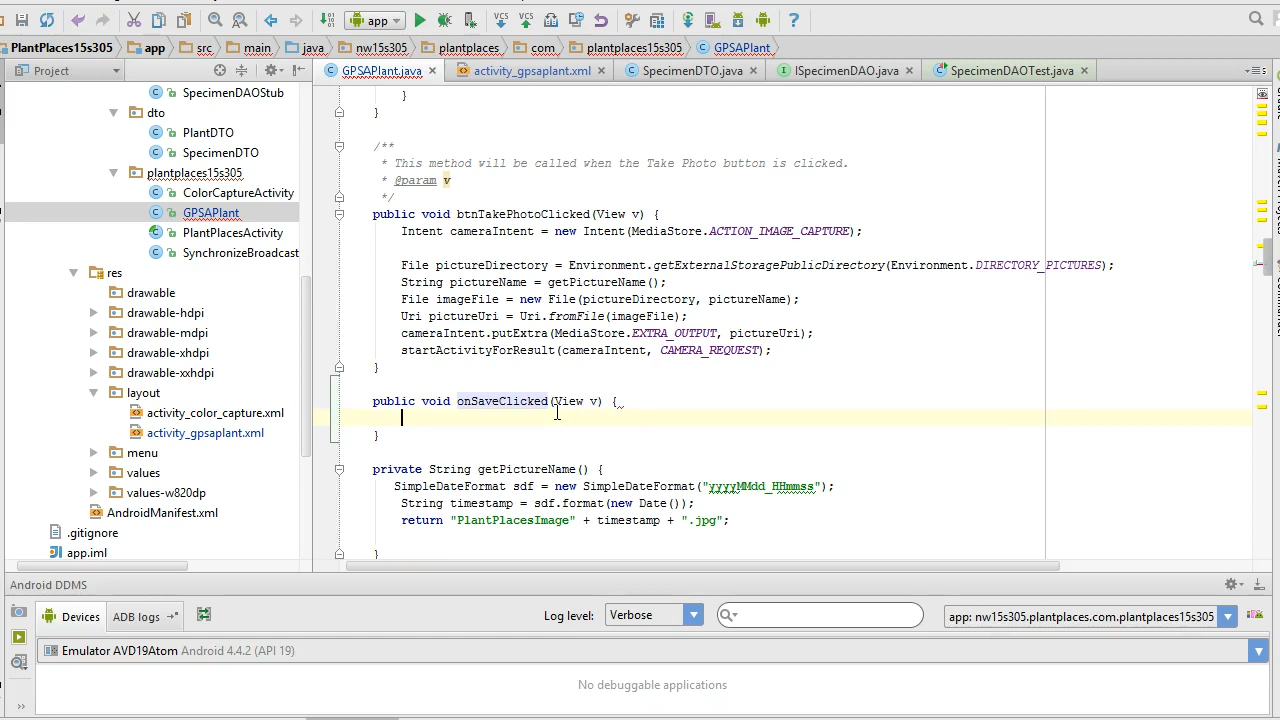 app
?
PlantPlaces15s305 app src main java nw15s305 plantplaces com plantplaces15s305 GPSAPlant
Project
GPSAPlant.java activity_gpsaplant.xml SpecimenDTO.java ISpecimenDAO.java SpecimenDAOTest.java
SpecimenDAOStub
dto
PlantDTO
SpecimenDTO
plantplaces15s305
ColorCaptureActivity
GPSAPlant
PlantPlacesActivity
SynchronizeBroadcast
res
drawable
drawable-hdpi
drawable-mdpi
drawable-xhdpi
drawable-xxhdpi
layout
activity_color_capture.xml
activity_gpsaplant.xml
menu
values
values-w820dp
AndroidManifest.xml
.gitignore
app.iml
}
}
/**
* This method will be called when the Take Photo button is clicked.
* @param v
*/
public void btnTakePhotoClicked(View v) {
Intent cameraIntent = new Intent(MediaStore.ACTION_IMAGE_CAPTURE);
File pictureDirectory = Environment.getExternalStoragePublicDirectory(Environment.DIRECTORY_PICTURES);
String pictureName = getPictureName();
File imageFile = new File(pictureDirectory, pictureName);
Uri pictureUri = Uri.fromFile(imageFile);
cameraIntent.putExtra(MediaStore.EXTRA_OUTPUT, pictureUri);
startActivityForResult(cameraIntent, CAMERA_REQUEST);
}
public void onSaveClicked(View v) {
}
private String getPictureName() {
SimpleDateFormat sdf = new SimpleDateFormat("yyyyMMdd_HHmmss");
String timestamp = sdf.format(new Date());
return "PlantPlacesImage" + timestamp + ".jpg";
}
Android DDMS
Devices ADB logs Log level: Verbose app: nw15s305.plantplaces.com.plantplaces15s305
Emulator AVD19Atom Android 4.4.2 (API 19)
No debuggable applications